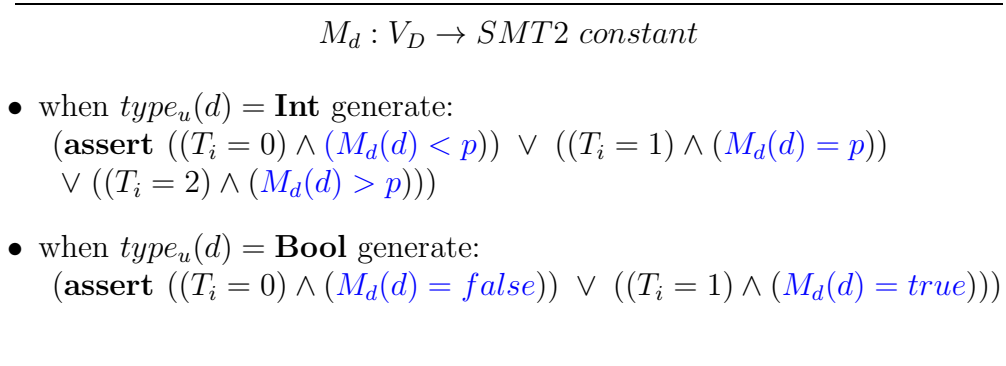 M_d : V_D → SMT2 constant
• when type_u(d) = Int generate:
(assert ((T_i = 0) ∧ (M_d(d) < p)) ∨ ((T_i = 1) ∧ (M_d(d) = p))
∨ ((T_i = 2) ∧ (M_d(d) > p)))
• when type_u(d) = Bool generate:
(assert ((T_i = 0) ∧ (M_d(d) = false)) ∨ ((T_i = 1) ∧ (M_d(d) = true)))